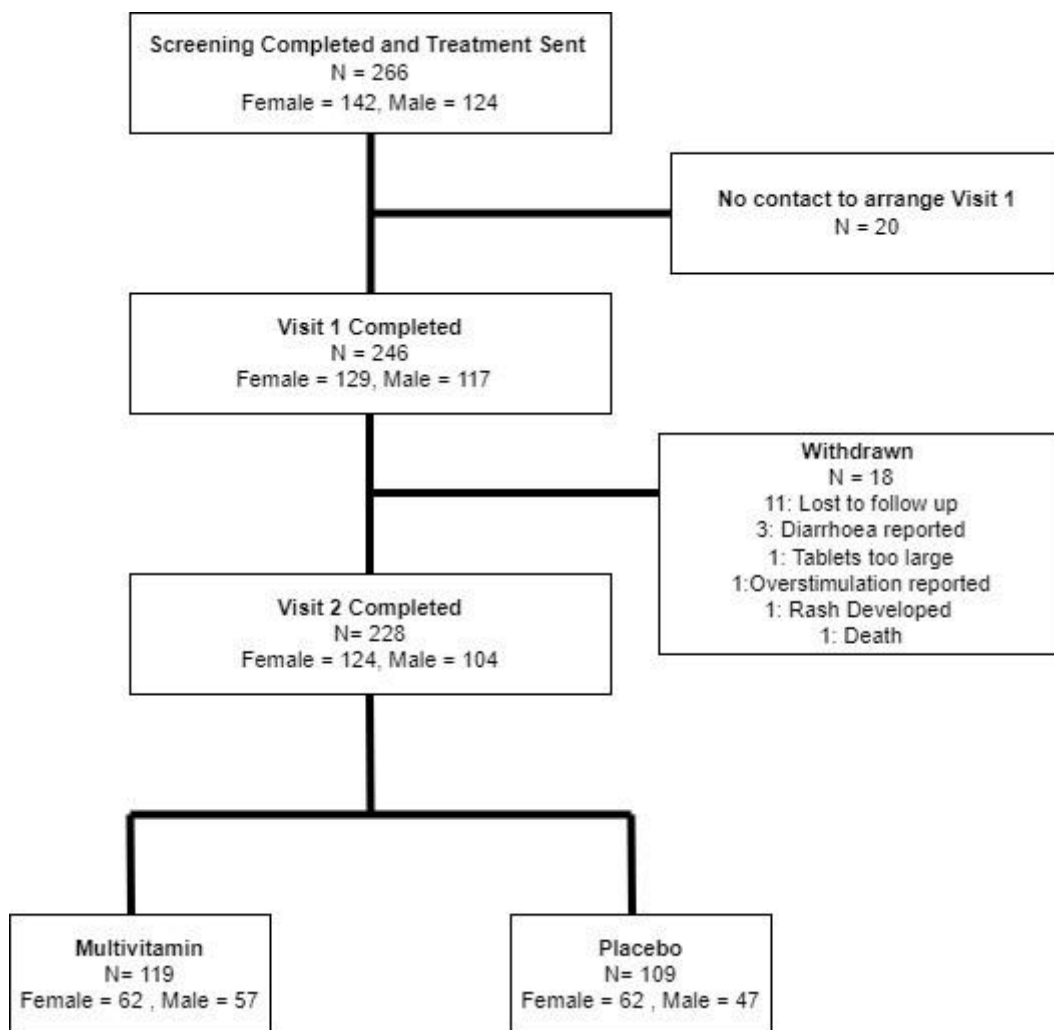 Screening Completed and Treatment Sent
N = 266
Female = 142, Male = 124
No contact to arrange Visit 1
N = 20
Visit 1 Completed
N = 246
Female = 129, Male = 117
Withdrawn
N = 18
11: Lost to follow up
3: Diarrhoea reported
1: Tablets too large
1:Overstimulation reported
1: Rash Developed
1: Death
Visit 2 Completed
N= 228
Female = 124, Male = 104
Multivitamin
N= 119
Female = 62 , Male = 57
Placebo
N= 109
Female = 62 , Male = 47